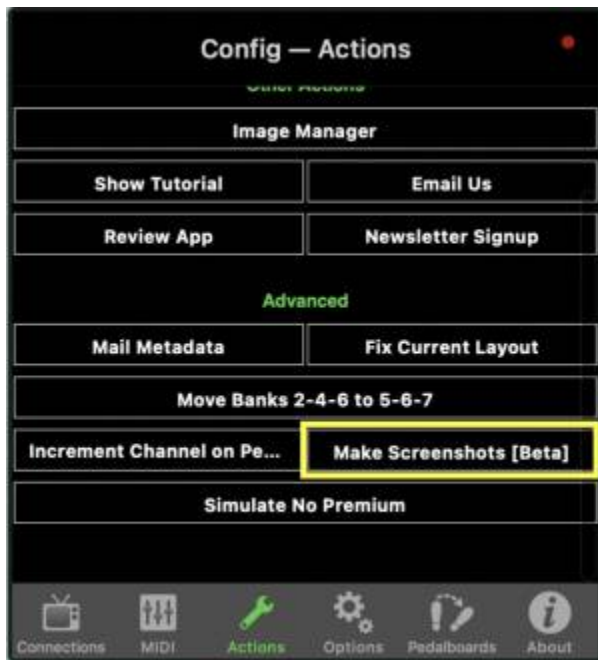 Config — Actions
Other Actions
Image Manager
Show Tutorial
Email Us
Review App
Newsletter Signup
Advanced
Mail Metadata
Fix Current Layout
Move Banks 2-4-6 to 5-6-7
Increment Channel on Pe...
Make Screenshots [Beta]
Simulate No Premium
Connections
MIDI
Actions
Options
Pedalboards
About